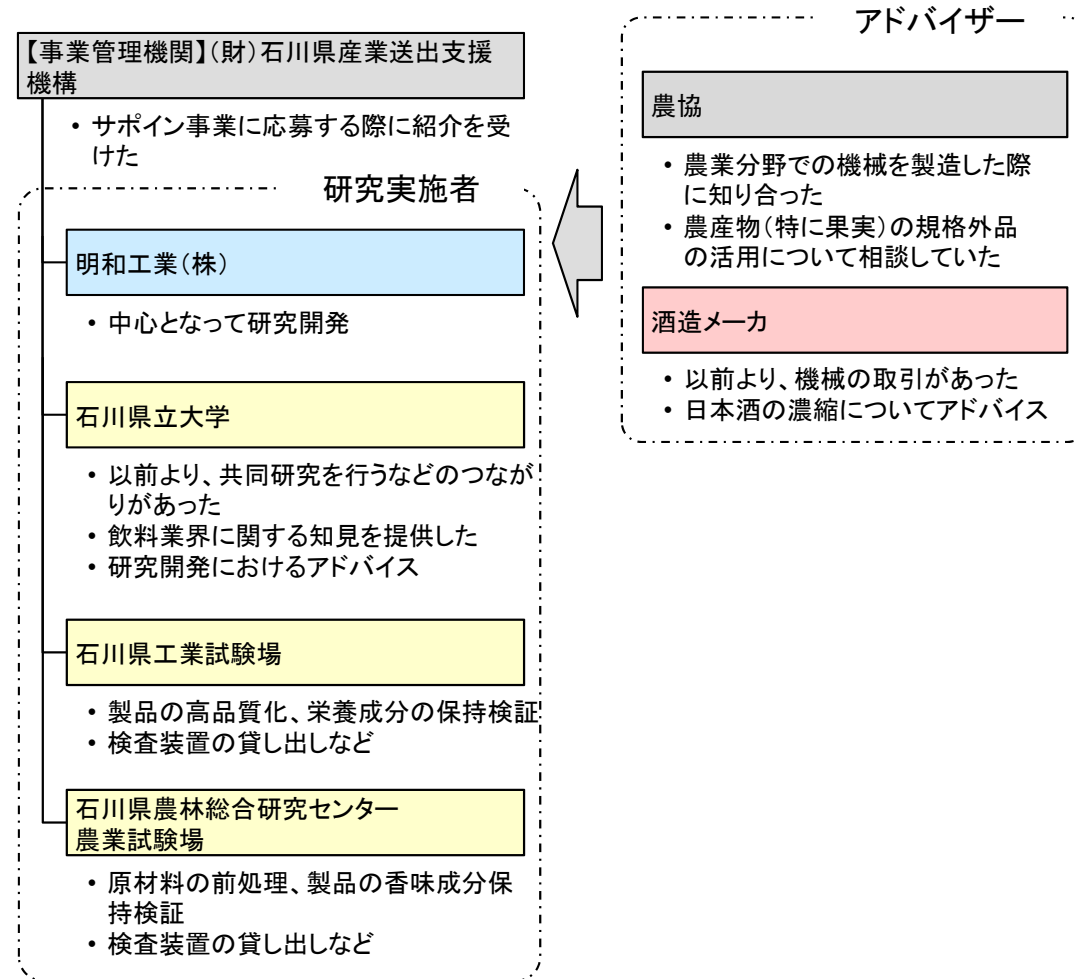 【事業管理機関】（財）石川県産業送出支援
機構
• サポイン事業に応募する際に紹介を受
けた
研究実施者
明和工業（株）
• 中心となって研究開発
石川県立大学
• 以前より、共同研究を行うなどのつなが
りがあった
• 飲料業界に関する知見を提供した
• 研究開発におけるアドバイス
石川県工業試験場
• 製品の高品質化、栄養成分の保持検証
• 検査装置の貸し出しなど
石川県農林総合研究センター
農業試験場
• 原材料の前処理、製品の香味成分保
持検証
• 検査装置の貸し出しなど
アドバイザー
農協
• 農業分野での機械を製造した際
に知り合った
• 農産物（特に果実）の規格外品
の活用について相談していた
酒造メーカ
• 以前より、機械の取引があった
• 日本酒の濃縮についてアドバイス